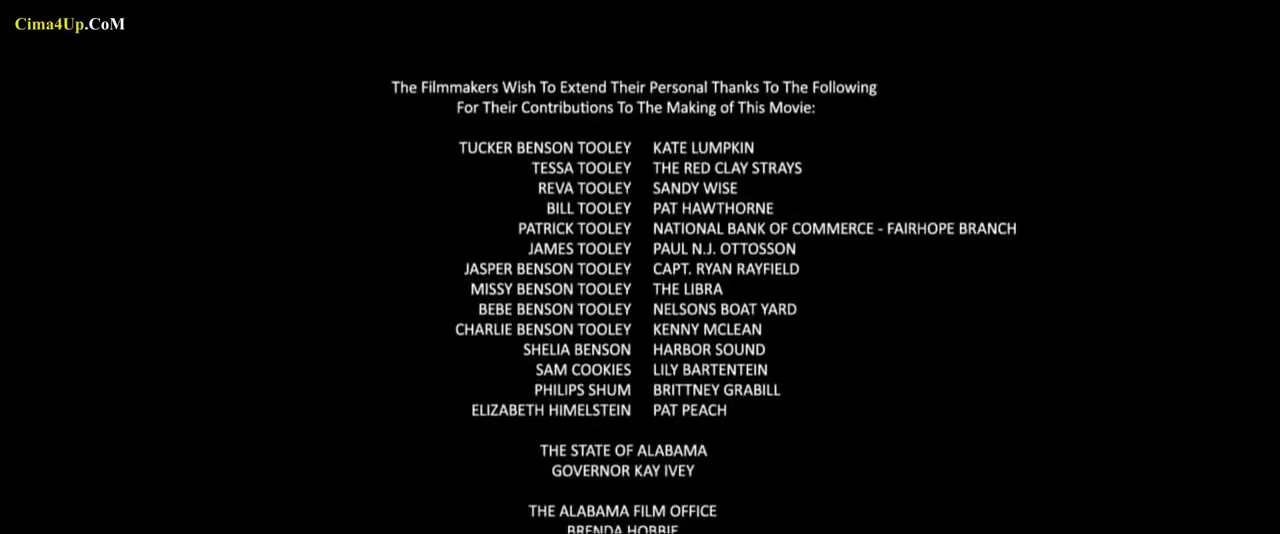 Cima4Up.CoM
The Filmmakers Wish To Extend Their Personal Thanks To The Following
For Their Contributions To The Making of This Movie:
TUCKER BENSON TOOLEY KATE LUMPKIN
TESSA TOOLEY THE RED CLAY STRAYS
REVA TOOLEY SANDY WISE
BILL TOOLEY PAT HAWTHORNE
PATRICK TOOLEY NATIONAL BANK OF COMMERCE - FAIRHOPE BRANCH
JAMES TOOLEY PAUL N.J. OTTOSSON
JASPER BENSON TOOLEY CAPT. RYAN RAYFIELD
MISSY BENSON TOOLEY THE LIBRA
BEBE BENSON TOOLEY NELSONS BOAT YARD
CHARLIE BENSON TOOLEY KENNY MCLEAN
SHELIA BENSON HARBOR SOUND
SAM COOKIES LILY BARTENTEIN
PHILIPS SHUM BRITTNEY GRABILL
ELIZABETH HIMELSTEIN PAT PEACH
THE STATE OF ALABAMA
GOVERNOR KAY IVEY
THE ALABAMA FILM OFFICE
BRENDA HOBBIE